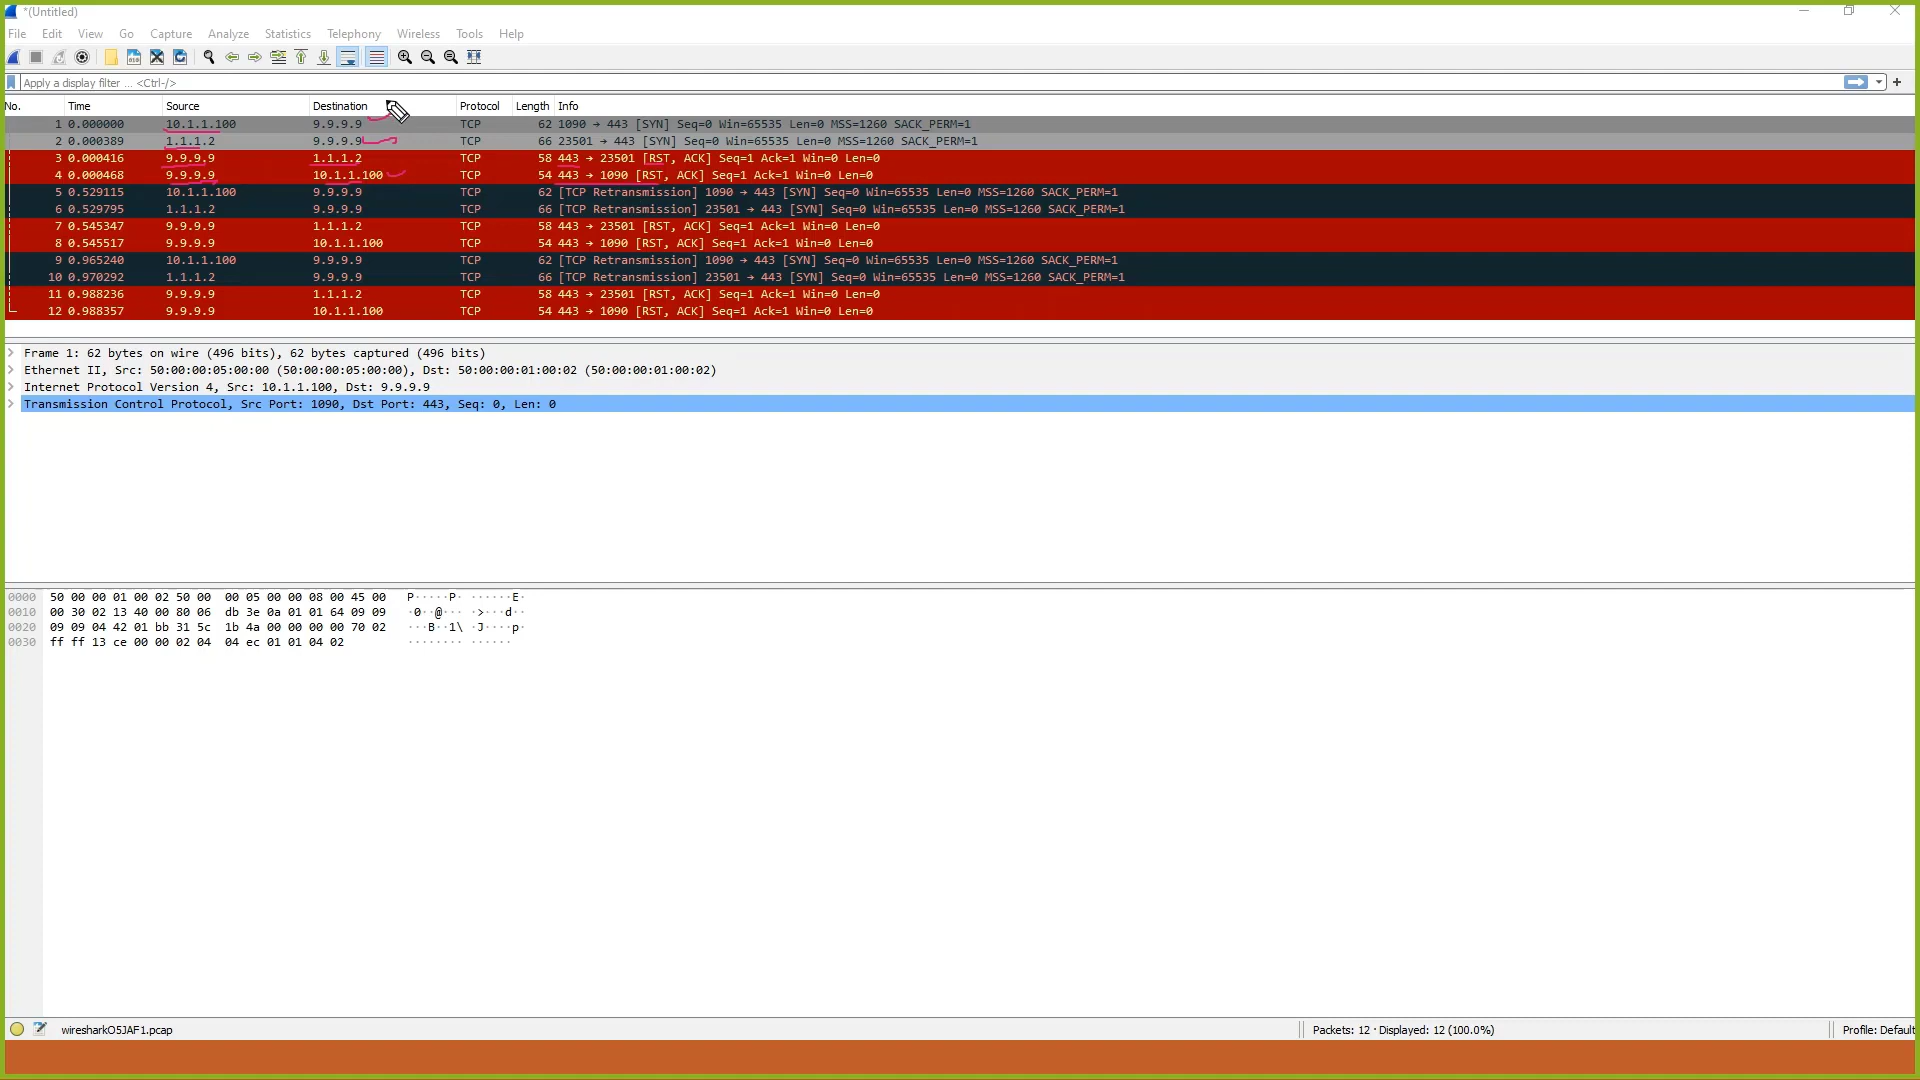 *(Untitled)
File Edit View Go Capture Analyze Statistics Telephony Wireless Tools Help
Apply a display filter ... <Ctrl-/>
No. Time Source Destination Protocol Length Info
1 0.000000 10.1.1.100 9.9.9.9 TCP 62 1090 → 443 [SYN] Seq=0 Win=65535 Len=0 MSS=1260 SACK_PERM=1
2 0.000389 1.1.1.2 9.9.9.9 TCP 66 23501 → 443 [SYN] Seq=0 Win=65535 Len=0 MSS=1260 SACK_PERM=1
3 0.000416 9.9.9.9 1.1.1.2 TCP 58 443 → 23501 [RST, ACK] Seq=1 Ack=1 Win=0 Len=0
4 0.000468 9.9.9.9 10.1.1.100 TCP 54 443 → 1090 [RST, ACK] Seq=1 Ack=1 Win=0 Len=0
5 0.529115 10.1.1.100 9.9.9.9 TCP 62 [TCP Retransmission] 1090 → 443 [SYN] Seq=0 Win=65535 Len=0 MSS=1260 SACK_PERM=1
6 0.529795 1.1.1.2 9.9.9.9 TCP 66 [TCP Retransmission] 23501 → 443 [SYN] Seq=0 Win=65535 Len=0 MSS=1260 SACK_PERM=1
7 0.545347 9.9.9.9 1.1.1.2 TCP 58 443 → 23501 [RST, ACK] Seq=1 Ack=1 Win=0 Len=0
8 0.545517 9.9.9.9 10.1.1.100 TCP 54 443 → 1090 [RST, ACK] Seq=1 Ack=1 Win=0 Len=0
9 0.965240 10.1.1.100 9.9.9.9 TCP 62 [TCP Retransmission] 1090 → 443 [SYN] Seq=0 Win=65535 Len=0 MSS=1260 SACK_PERM=1
10 0.970292 1.1.1.2 9.9.9.9 TCP 66 [TCP Retransmission] 23501 → 443 [SYN] Seq=0 Win=65535 Len=0 MSS=1260 SACK_PERM=1
11 0.988236 9.9.9.9 1.1.1.2 TCP 58 443 → 23501 [RST, ACK] Seq=1 Ack=1 Win=0 Len=0
12 0.988357 9.9.9.9 10.1.1.100 TCP 54 443 → 1090 [RST, ACK] Seq=1 Ack=1 Win=0 Len=0
Frame 1: 62 bytes on wire (496 bits), 62 bytes captured (496 bits)
Ethernet II, Src: 50:00:00:05:00:00 (50:00:00:05:00:00), Dst: 50:00:00:01:00:02 (50:00:00:01:00:02)
Internet Protocol Version 4, Src: 10.1.1.100, Dst: 9.9.9.9
Transmission Control Protocol, Src Port: 1090, Dst Port: 443, Seq: 0, Len: 0
0000 50 00 00 01 00 02 50 00 00 05 00 00 08 00 45 00 P·····P· ······E·
0010 00 30 02 13 40 00 80 06 db 3e 0a 01 01 64 09 09 ·0··@··· ·>···d··
0020 09 09 04 42 01 bb 31 5c 1b 4a 00 00 00 00 70 02 ···B··1\ ·J····p·
0030 ff ff 13 ce 00 00 02 04 04 ec 01 01 04 02 ········ ······
wiresharkO5JAF1.pcap Packets: 12 · Displayed: 12 (100.0%) Profile: Default